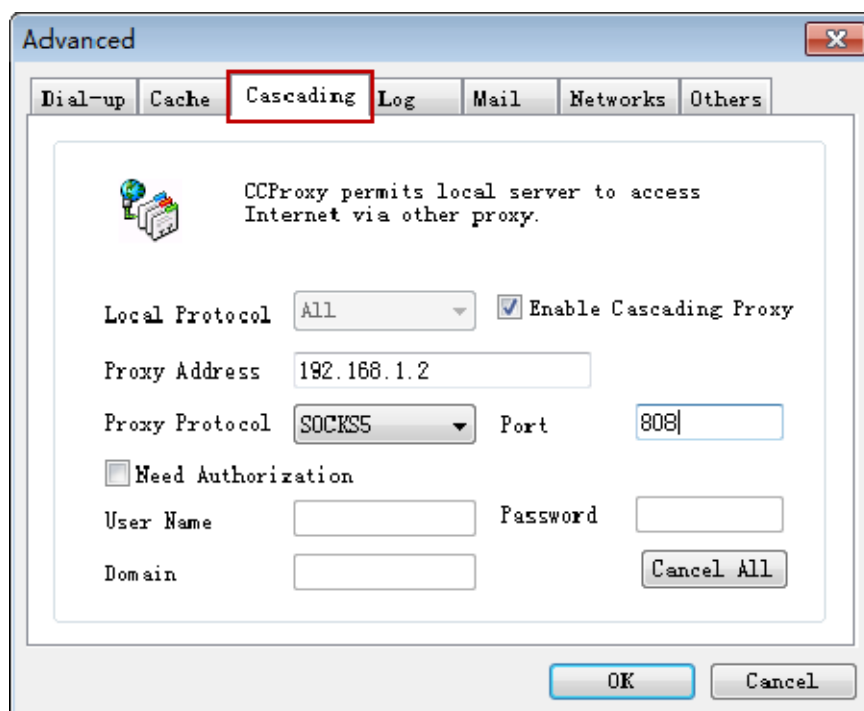 Advanced
Dial-up Cache Cascading Log Mail Networks Others
CCProxy permits local server to access
Internet via other proxy.
Local Protocol All Enable Cascading Proxy
Proxy Address 192.168.1.2
Proxy Protocol SOCKS5 Port 808
Need Authorization
User Name Password
Domain Cancel All
OK Cancel